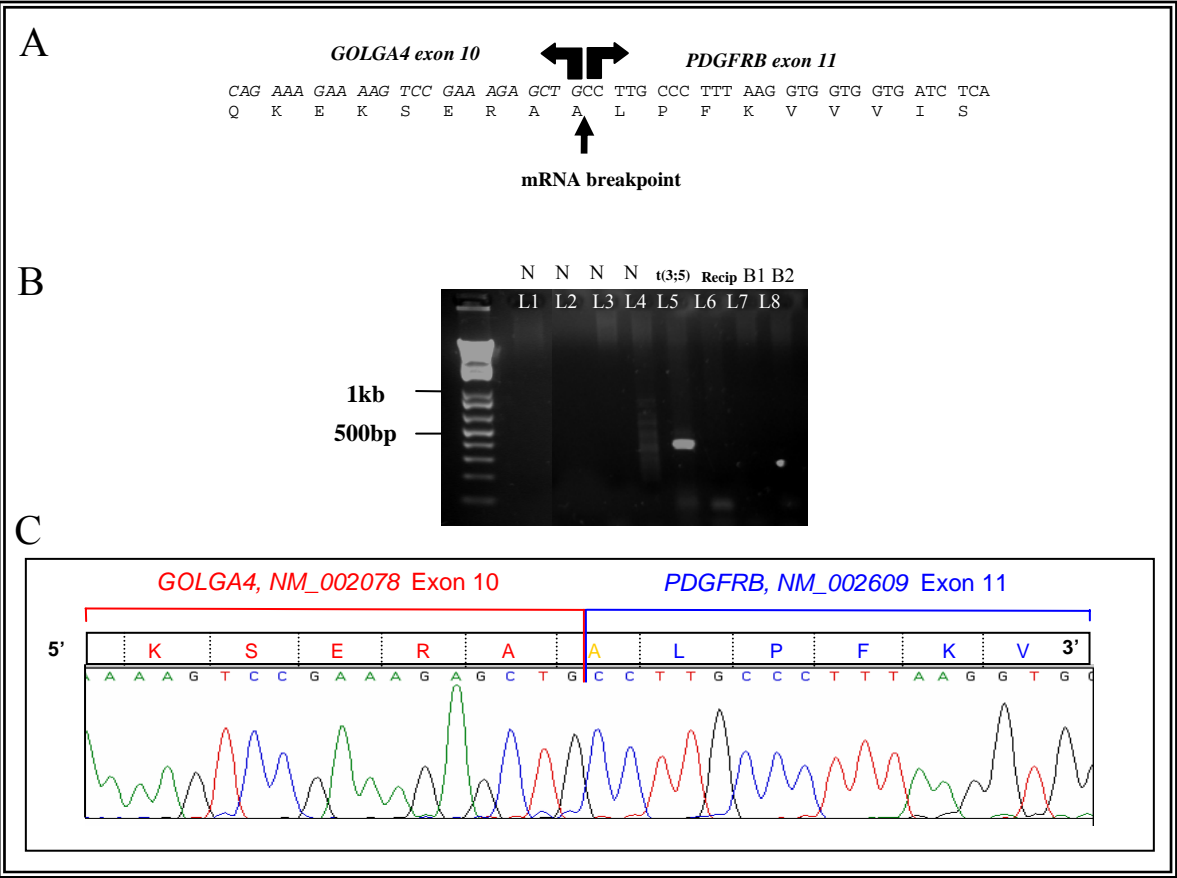 A
GOLGA4 exon 10 PDGFRB exon 11
CAG AAA GAA AAG TCC GAA AGA GCT GCC TTG CCC TTT AAG GTG GTG GTG ATC TCA
Q K E K S E R A A L P F K V V V I S
mRNA breakpoint
B
N N N N t(3;5) Recip B1 B2
L1 L2 L3 L4 L5 L6 L7 L8
1kb
500bp
C
GOLGA4, NM_002078 Exon 10 PDGFRB, NM_002609 Exon 11
5’ K S E R A A L P F K V 3’
A A A G T C C G A A A G A G C T G C C T T G C C C T T T A A G G T G